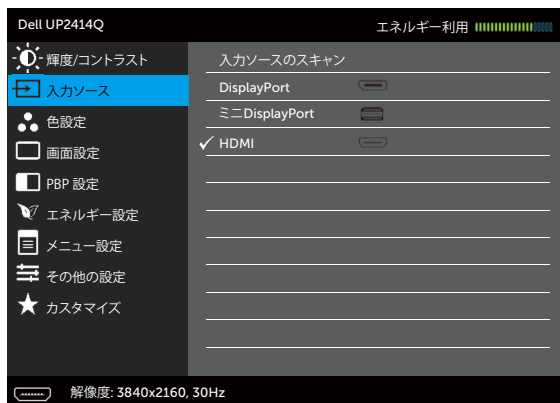 Dell UP2414Q エネルギー利用
輝度/コントラスト
入力ソース
色設定
画面設定
PBP 設定
エネルギー設定
メニュー設定
その他の設定
カスタマイズ
入力ソースのスキャン
DisplayPort
ミニDisplayPort
HDMI
解像度: 3840x2160, 30Hz